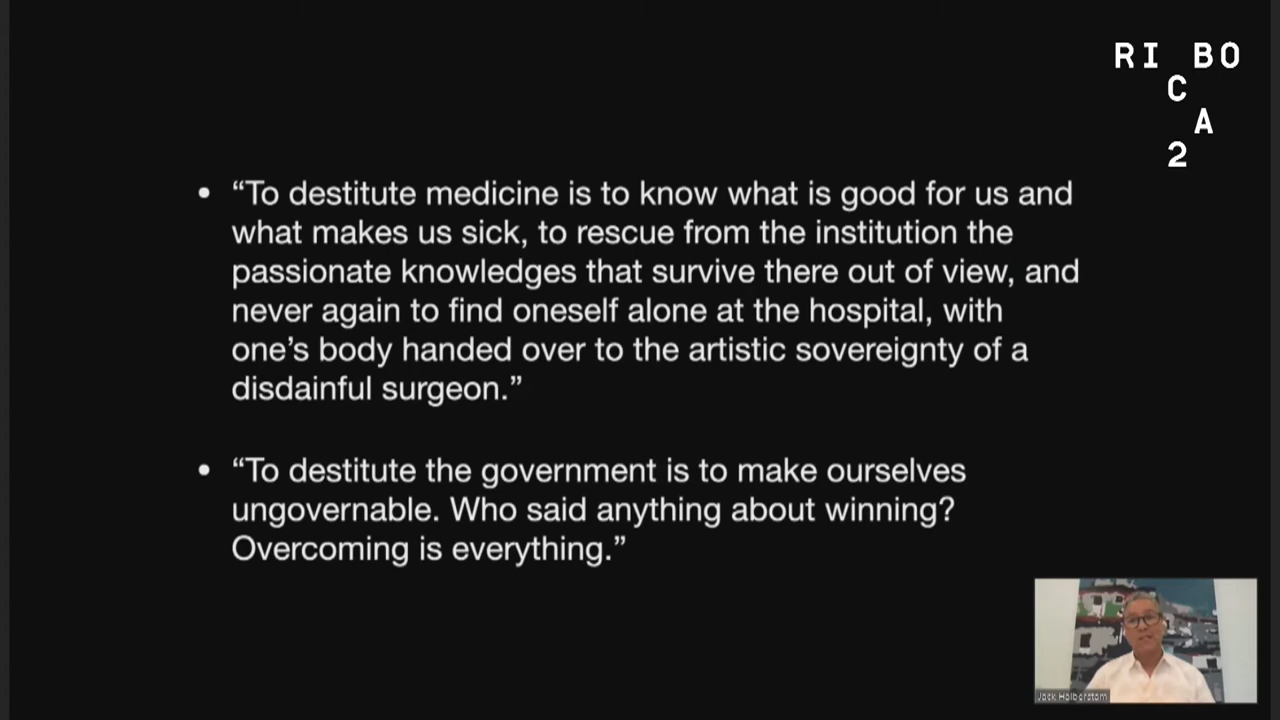 RI BO
C
A
2
• “To destitute medicine is to know what is good for us and
what makes us sick, to rescue from the institution the
passionate knowledges that survive there out of view, and
never again to find oneself alone at the hospital, with
one’s body handed over to the artistic sovereignty of a
disdainful surgeon.”
• “To destitute the government is to make ourselves
ungovernable. Who said anything about winning?
Overcoming is everything.”
Jack Halberstam